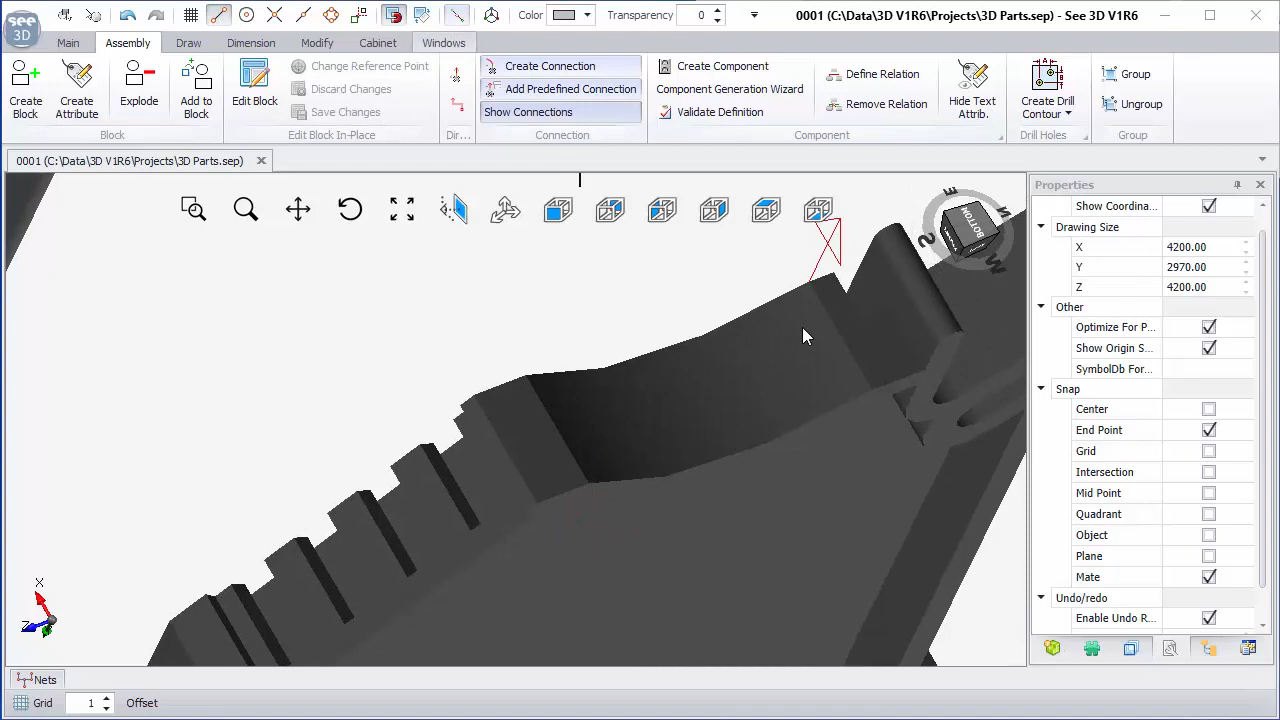 see 3D
Color
Transparency 0
0001 (C:\Data\3D V1R6\Projects\3D Parts.sep) - See 3D V1R6
Main Assembly Draw Dimension Modify Cabinet Windows
Create Block
Create Attribute
Explode
Add to Block
Block
Edit Block
Change Reference Point
Discard Changes
Save Changes
Edit Block In-Place
Dir...
Create Connection
Add Predefined Connection
Show Connections
Connection
Create Component
Component Generation Wizard
Validate Definition
Define Relation
Remove Relation
Hide Text Attrib.
Component
Create Drill Contour
Drill Holes
Group
Ungroup
Group
0001 (C:\Data\3D V1R6\Projects\3D Parts.sep)
BOTTOM
E
N
S
W
Properties
Show Coordina...
Drawing Size
X 4200.00
Y 2970.00
Z 4200.00
Other
Optimize For P...
Show Origin S...
SymbolDb For...
Snap
Center
End Point
Grid
Intersection
Mid Point
Quadrant
Object
Plane
Mate
Undo/redo
Enable Undo R...
X
Z
Nets
Grid 1 Offset